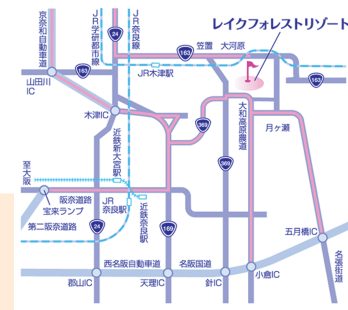 レイクフォレストリゾート
京奈和自動車道
JR学研都市線
JR奈良線
24
163
笠置
大河原
163
山田川
IC
JR木津駅
163
木津IC
近鉄新大宮駅
369
大和高原農道
月ヶ瀬
369
至大阪
阪奈道路
宝来ランプ
第二阪奈道路
JR
奈良駅
近鉄奈良駅
24
169
五月橋IC
名張街道
西名阪自動車道
名阪国道
郡山IC
天理IC
針IC
小倉IC